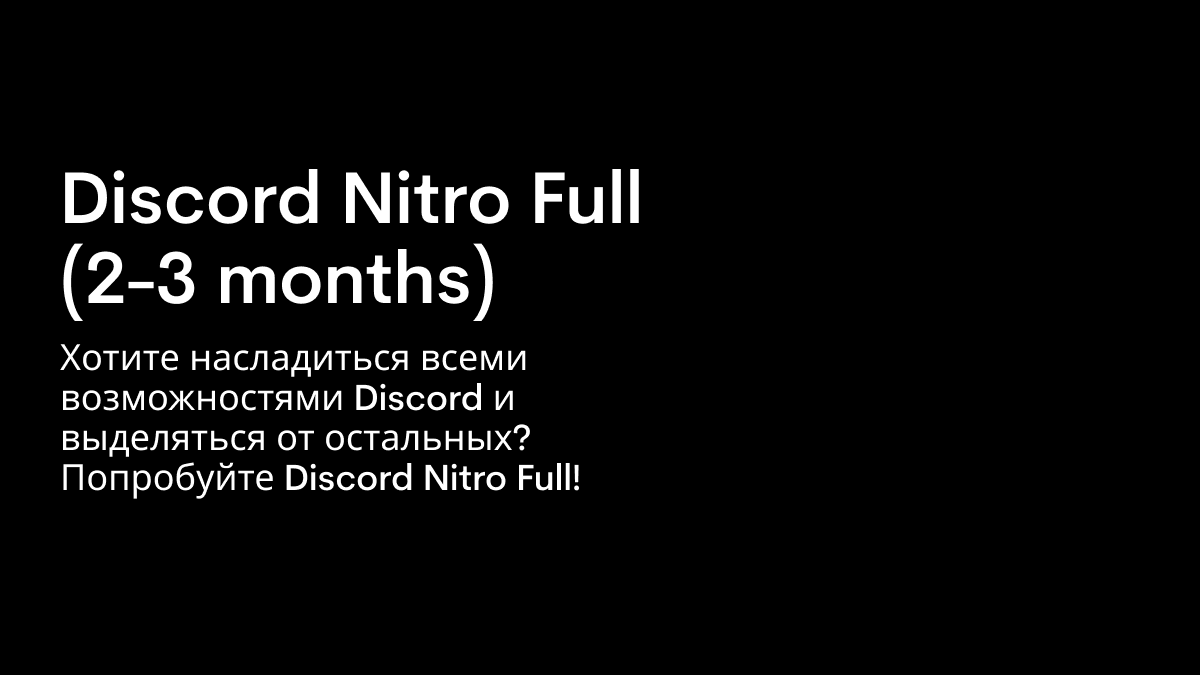 Discord Nitro Full
(2-3 months)
Хотите насладиться всеми
возможностями Discord и
выделяться от остальных?
Попробуйте Discord Nitro Full!